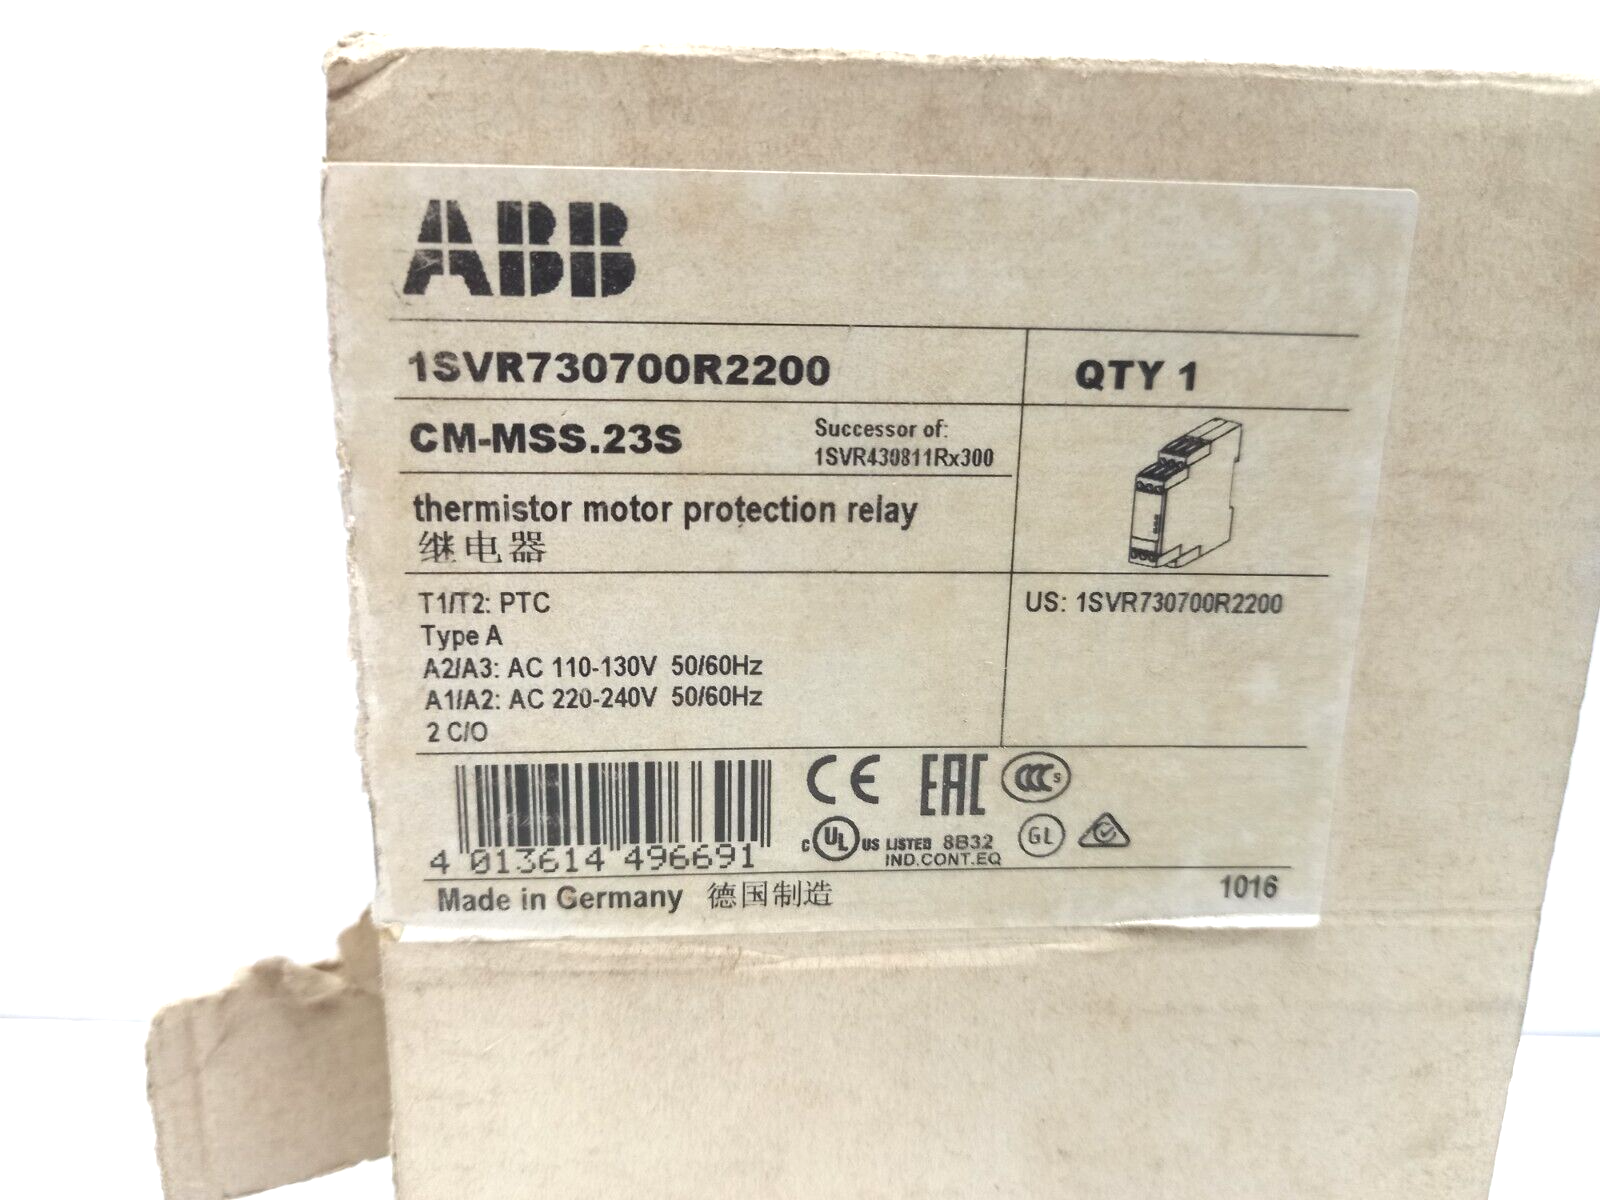 ABB
1SVR730700R2200
QTY 1
CM-MSS.23S
Successor of:
1SVR430811Rx300
thermistor motor protection relay
继电器
T1/T2: PTC
Type A
A2/A3: AC 110-130V 50/60Hz
A1/A2: AC 220-240V 50/60Hz
2 C/O
US: 1SVR730700R2200
CE EAC CCC S
C UL US LISTED 8B32
IND.CONT.EQ
GL
4 013614 496691
Made in Germany 德国制造
1016